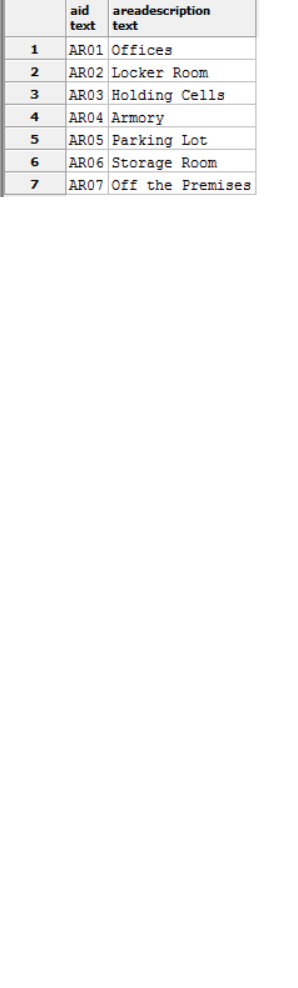 aid areadescription
text text
1 AR01 Offices
2 AR02 Locker Room
3 AR03 Holding Cells
4 AR04 Armory
5 AR05 Parking Lot
6 AR06 Storage Room
7 AR07 Off the Premises